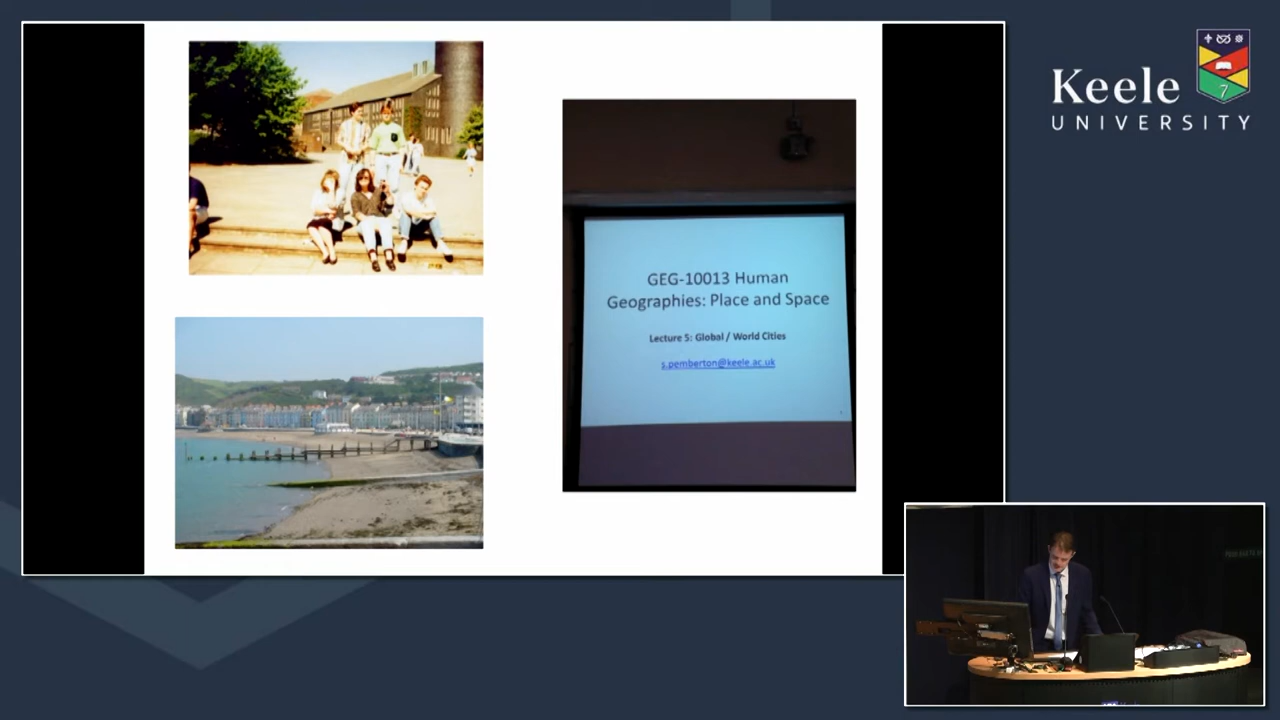 Keele
UNIVERSITY
GEG-10013 Human
Geographies: Place and Space
Lecture 5: Global / World Cities
s.pemberton@keele.ac.uk